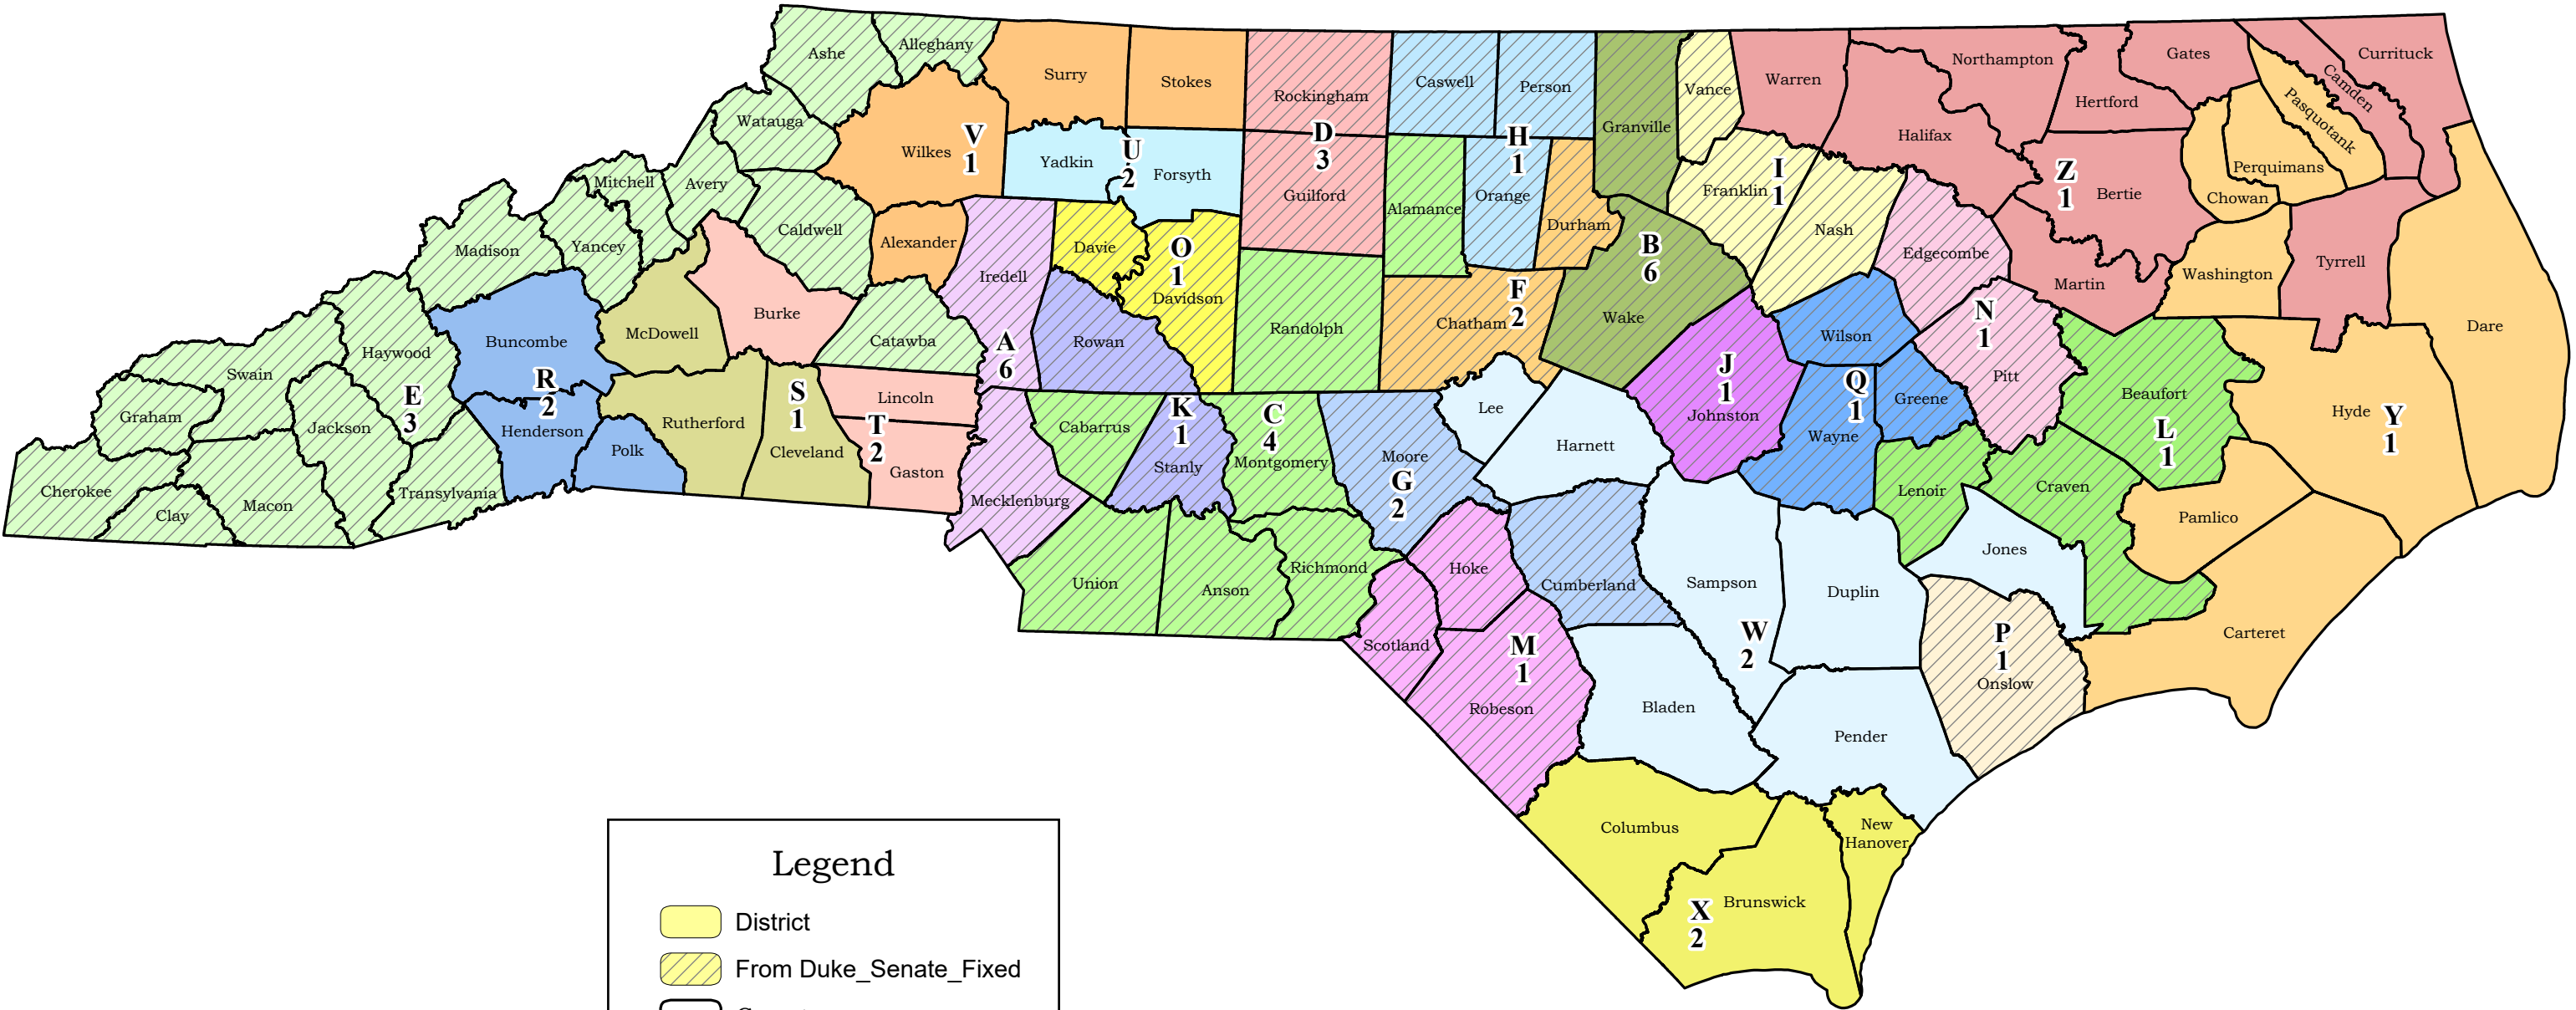 Ashe
Alleghany
Surry
Stokes
Rockingham
Caswell
Person
Granville
Vance
Warren
Northampton
Gates
Currituck
Camden
Pasquotank
Hertford
Halifax
Perquimans
Chowan
Bertie
Z
1
Watauga
Wilkes
V
1
Yadkin
U
2
Forsyth
D
3
Guilford
Alamance
H
1
Orange
Durham
Franklin
I
1
Nash
Edgecombe
Martin
Washington
Tyrrell
Dare
Mitchell
Avery
Caldwell
Alexander
Iredell
Davie
O
1
Davidson
Randolph
Chatham
F
2
B
6
Wake
Madison
Yancey
McDowell
Burke
Catawba
A
6
Rowan
J
1
Johnston
Wilson
Q
1
Wayne
Greene
N
1
Pitt
Beaufort
L
1
Hyde
Y
1
Haywood
Buncombe
R
2
Swain
Graham
Jackson
E
3
Henderson
Polk
Rutherford
S
1
Cleveland
Lincoln
T
2
Gaston
Mecklenburg
Cabarrus
K
1
Stanly
C
4
Montgomery
Moore
G
2
Lee
Harnett
Lenoir
Craven
Pamlico
Cherokee
Clay
Macon
Transylvania
Union
Anson
Richmond
Hoke
Cumberland
Sampson
Duplin
Jones
Carteret
Scotland
M
1
Robeson
Bladen
W
2
P
1
Onslow
Pender
Columbus
New
Hanover
X
2
Brunswick
Legend
District
From Duke_Senate_Fixed